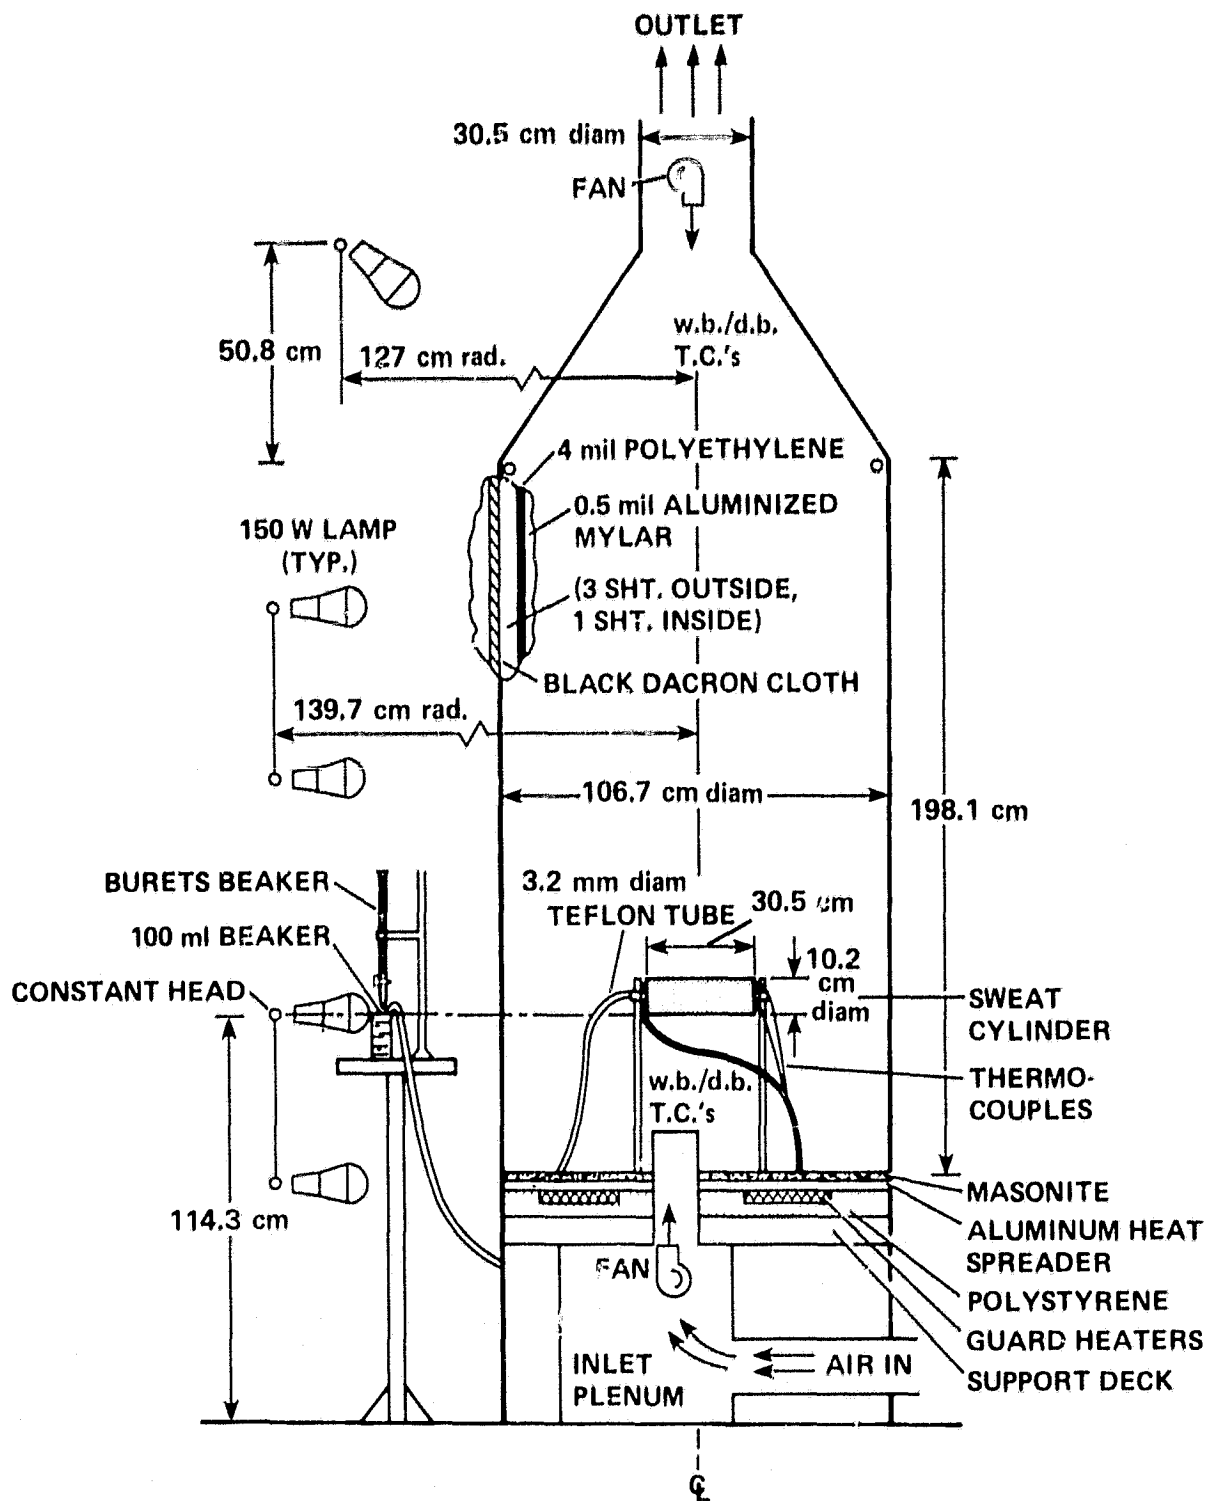 OUTLET
30.5 cm diam
FAN
w.b./d.b.
T.C.'s
50.8 cm
127 cm rad.
4 mil POLYETHYLENE
0.5 mil ALUMINIZED
MYLAR
150 W LAMP
(TYP.)
(3 SHT. OUTSIDE,
1 SHT. INSIDE)
BLACK DACRON CLOTH
139.7 cm rad.
106.7 cm diam
198.1 cm
BURETS BEAKER
3.2 mm diam
TEFLON TUBE
30.5 cm
100 ml BEAKER
10.2
cm
diam
CONSTANT HEAD
SWEAT
CYLINDER
w.b./d.b.
T.C.'s
THERMO-
COUPLES
MASONITE
114.3 cm
ALUMINUM HEAT
SPREADER
FAN
POLYSTYRENE
GUARD HEATERS
INLET
PLENUM
AIR IN
SUPPORT DECK
℄